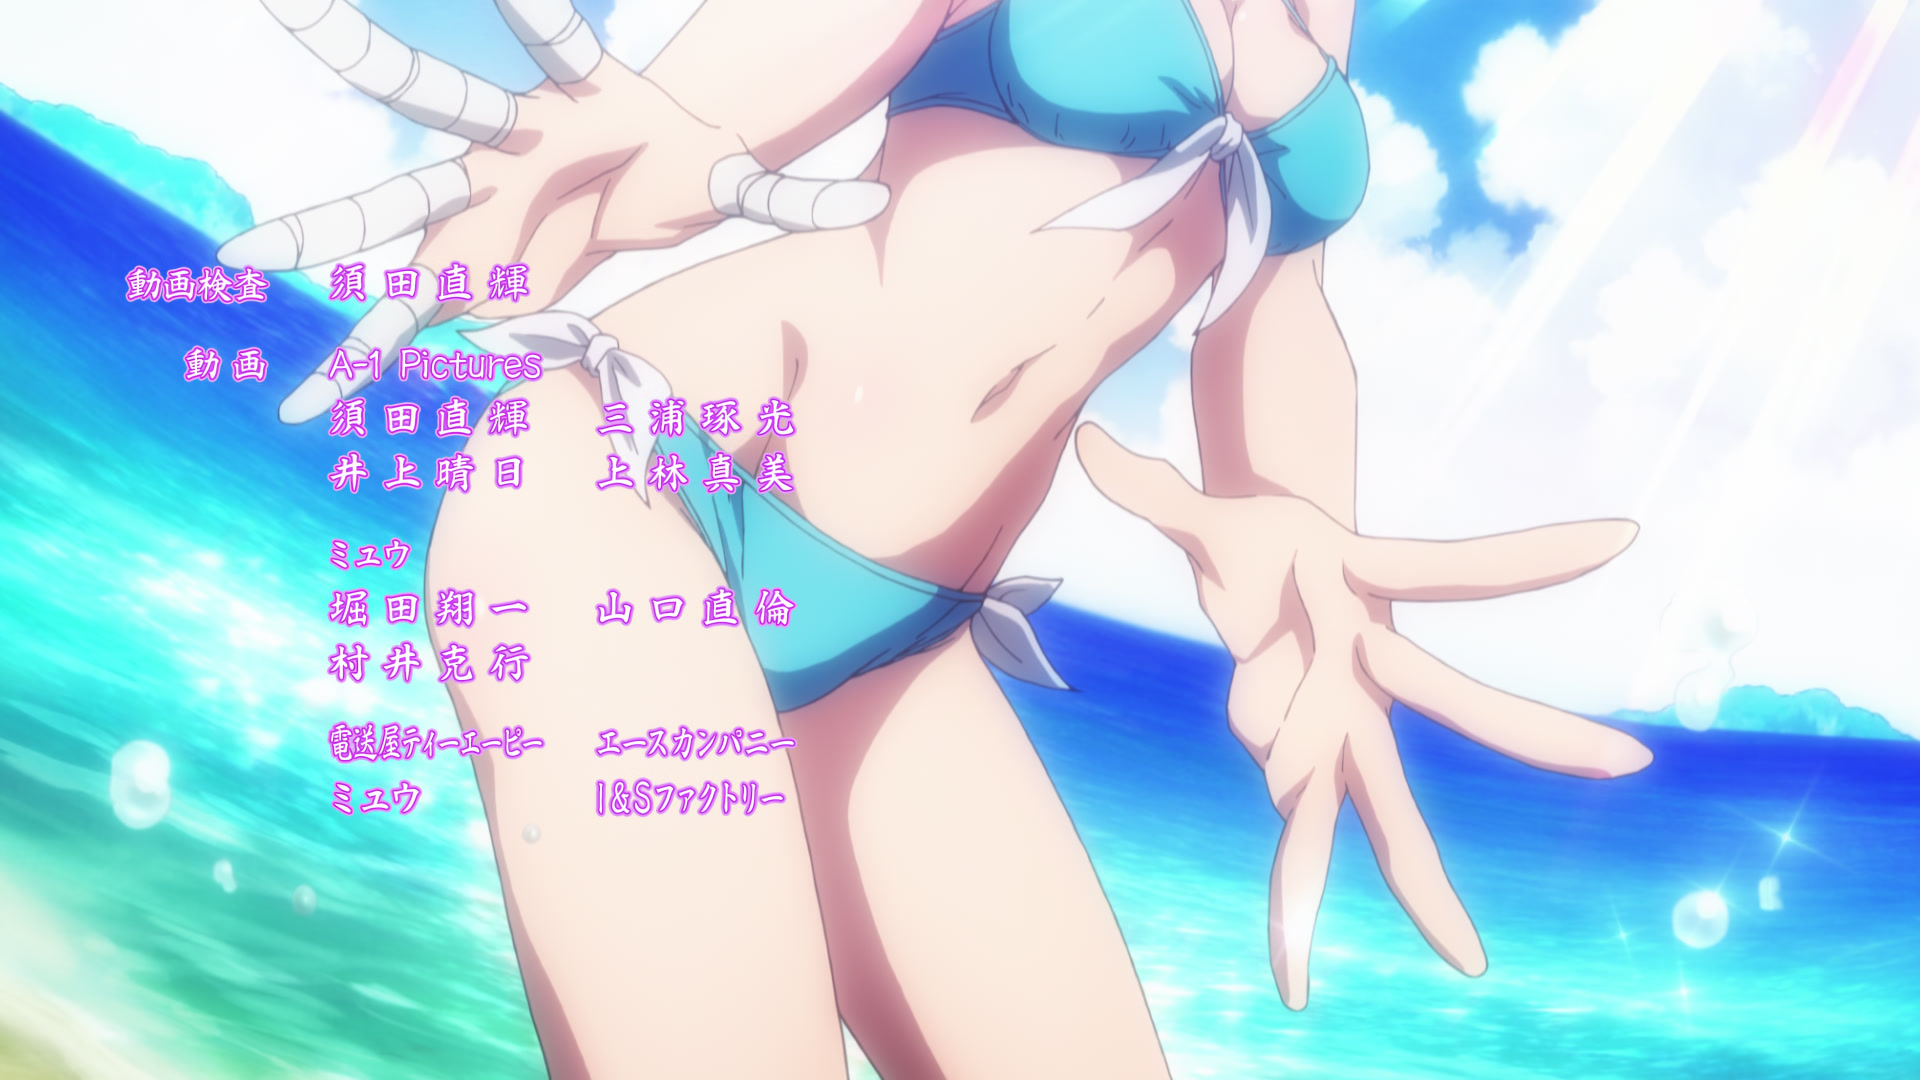 動画検査 須田直輝
動画 A-1 Pictures
須田直輝 三浦琢光
井上晴日 上林真美
ミュウ
堀田翔一 山口直倫
村井克行
電送屋ティーエーピー エースカンパニー
ミュウ I&Sファクトリー